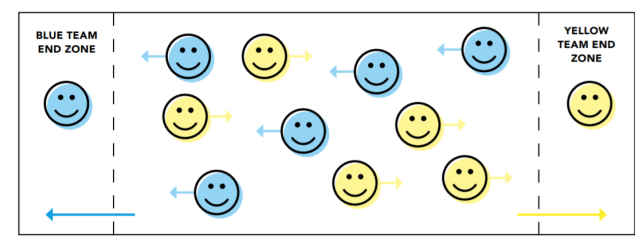 BLUE TEAM
END ZONE
YELLOW
TEAM END
ZONE